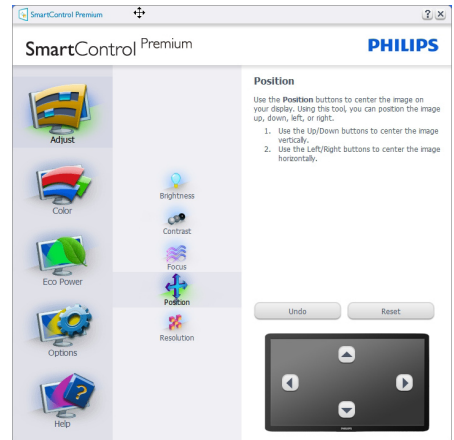 SmartControl Premium
SmartControl Premium
PHILIPS
Adjust
Color
Eco Power
Options
Help
Brightness
Contrast
Focus
Position
Resolution
Position
Use the Position buttons to center the image on
your display. Using this tool, you can position the image
up, down, left, or right.
1. Use the Up/Down buttons to center the image
vertically.
2. Use the Left/Right buttons to center the image
horizontally.
Undo
Reset
PHILIPS